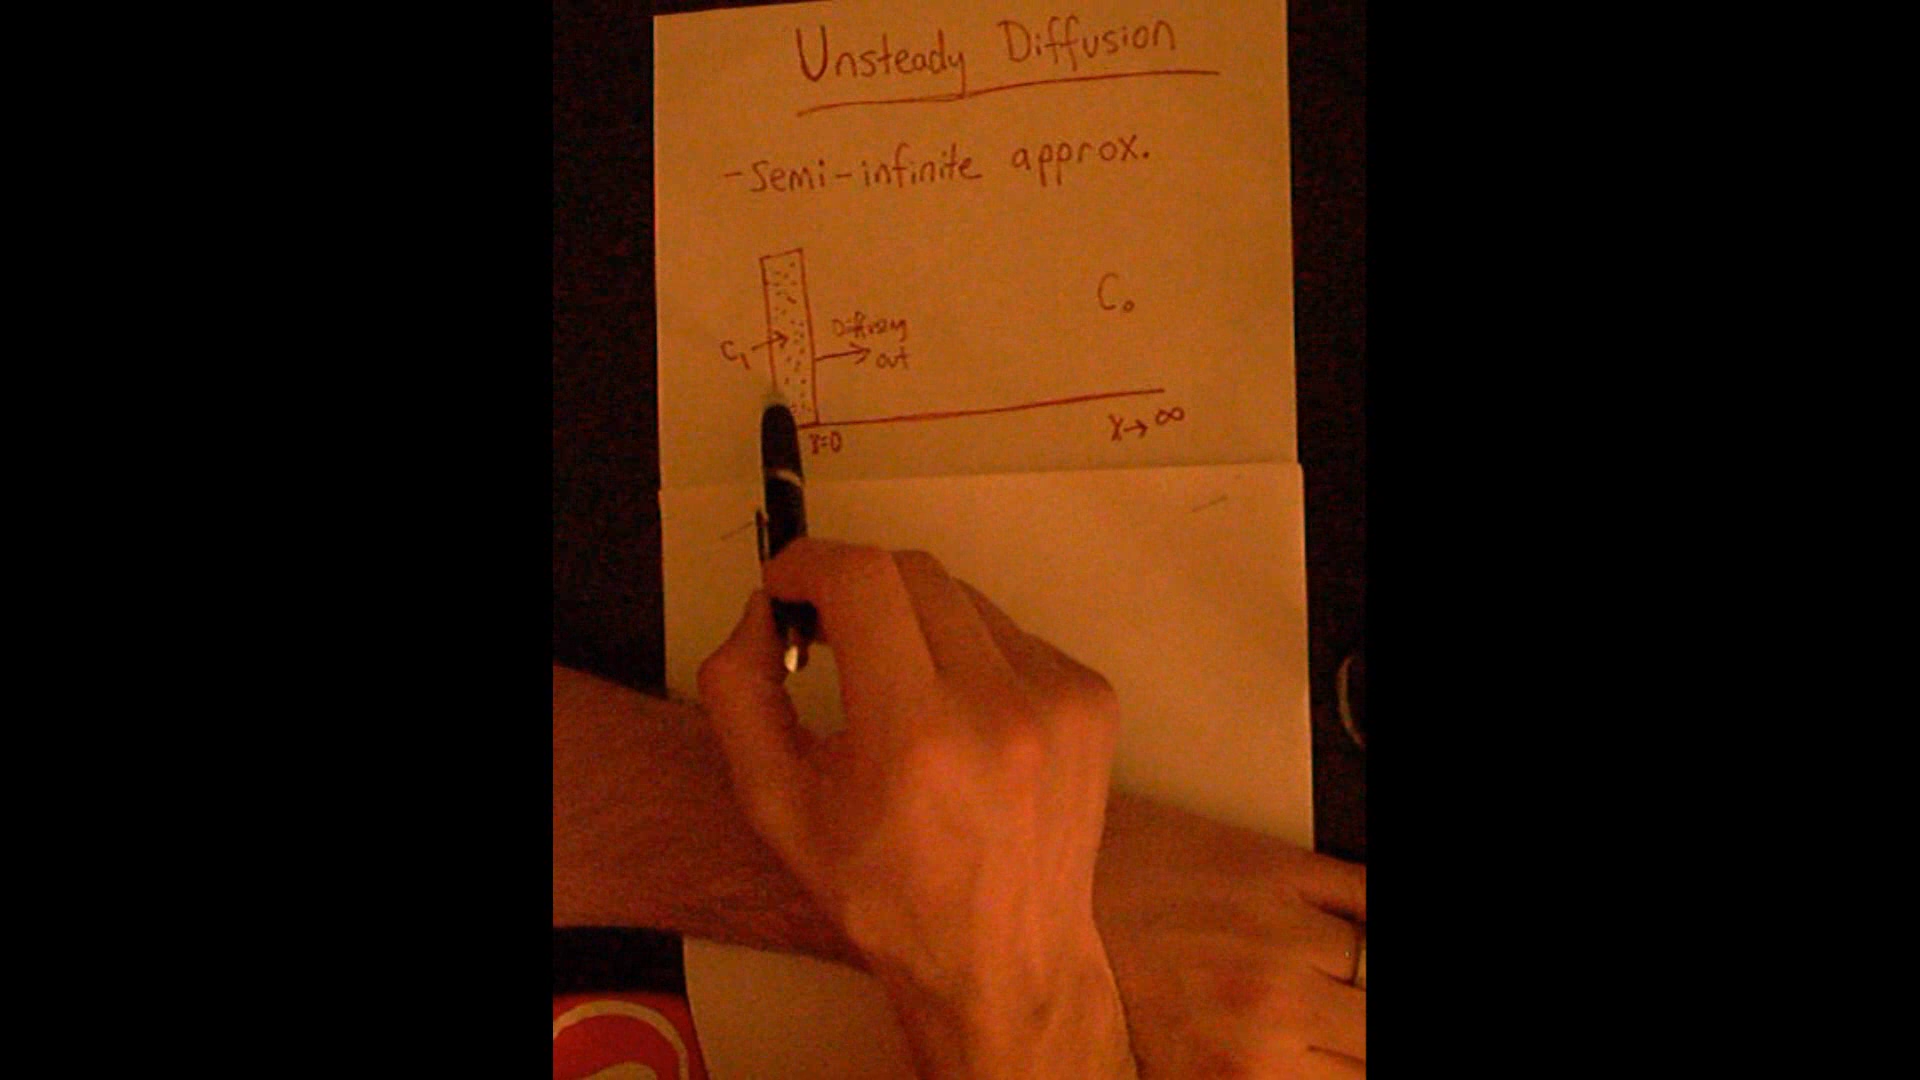 Unsteady Diffusion
- Semi-infinite approx.
C₀
Diffusing
C₁ → → out
x=0
x→∞